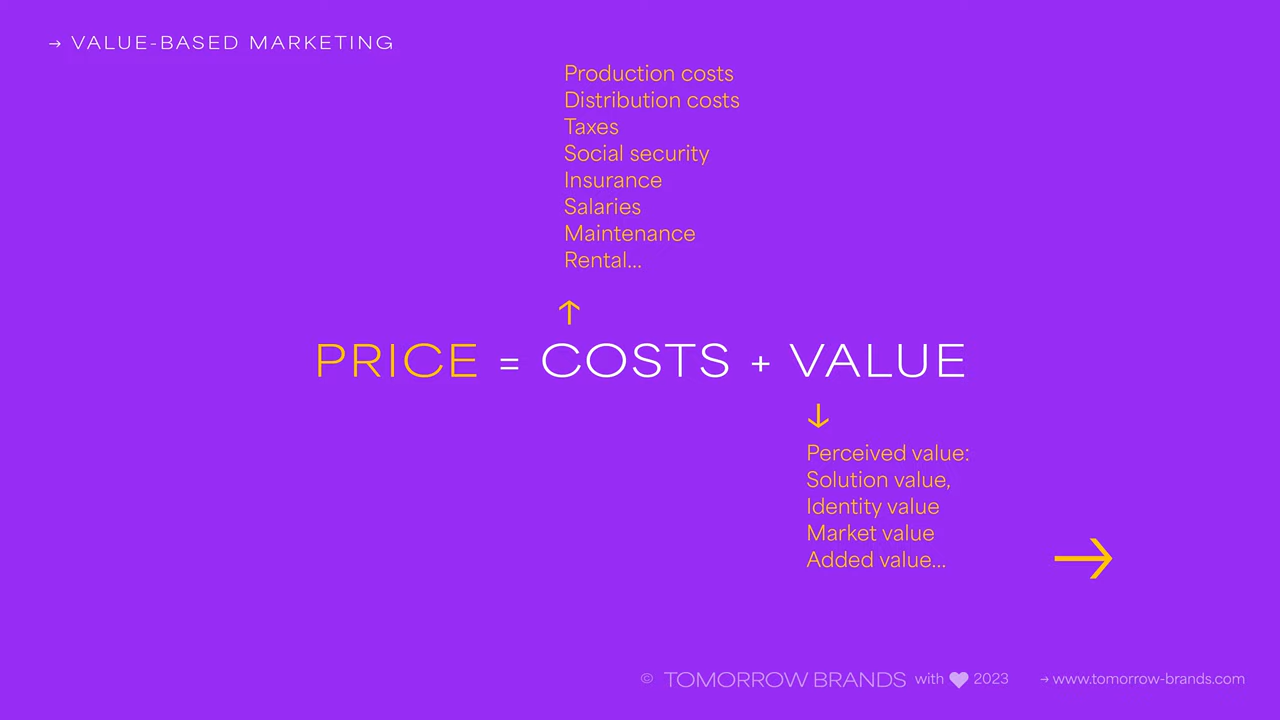 → VALUE-BASED MARKETING
Production costs
Distribution costs
Taxes
Social security
Insurance
Salaries
Maintenance
Rental...
↑
PRICE = COSTS + VALUE
↓
Perceived value:
Solution value,
Identity value
Market value
Added value...
→
© TOMORROW BRANDS with ♥ 2023 → www.tomorrow-brands.com